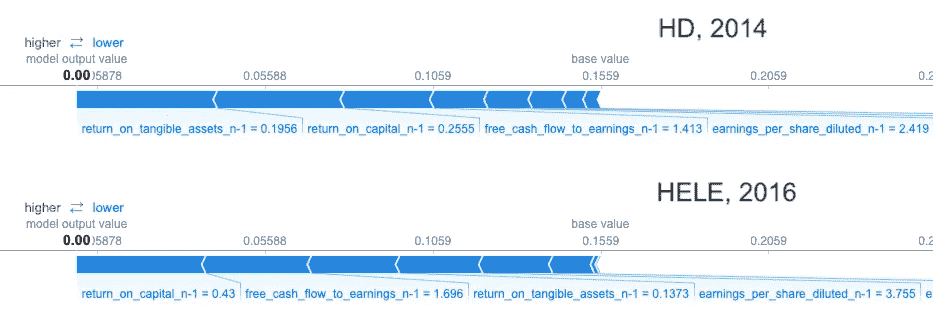 HD, 2014
higher ⇄ lower
model output value base value
0.00 05878 0.05588 0.1059 0.1559 0.2059 0.2
return_on_tangible_assets_n-1 = 0.1956 return_on_capital_n-1 = 0.2555 free_cash_flow_to_earnings_n-1 = 1.413 earnings_per_share_diluted_n-1 = 2.419
HELE, 2016
higher ⇄ lower
model output value base value
0.00 05878 0.05588 0.1059 0.1559 0.2059 0.2
return_on_capital_n-1 = 0.43 free_cash_flow_to_earnings_n-1 = 1.696 return_on_tangible_assets_n-1 = 0.1373 earnings_per_share_diluted_n-1 = 3.755 e